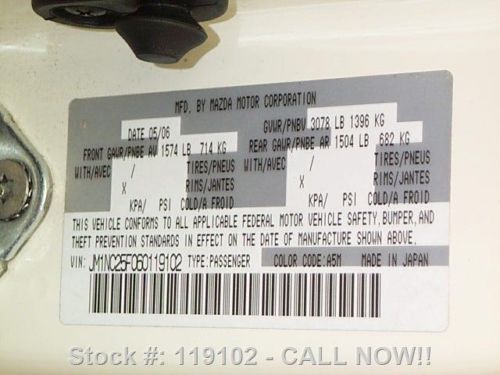 MFD. BY MAZDA MOTOR CORPORATION
DATE 05/06 GVWR/PNBV 3078 LB 1396 KG
FRONT GAWR/PNBE AV 1574 LB 714 KG REAR GAWR/PNBE AR 1504 LB 682 KG
WITH/AVEC / TIRES/PNEUS WITH/AVEC / TIRES/PNEUS
X RIMS/JANTES X RIMS/JANTES
KPA/ PSI COLD/A FROID KPA/ PSI COLD/A FROID
THIS VEHICLE CONFORMS TO ALL APPLICABLE FEDERAL MOTOR VEHICLE SAFETY, BUMPER, AND
THEFT PREVENTION STANDARDS IN EFFECT ON THE DATE OF MANUFACTURE SHOWN ABOVE.
VIN: JM1NC25F060119102 TYPE:PASSENGER COLOR CODE:A5M MADE IN JAPAN
Stock #: 119102 - CALL NOW!!